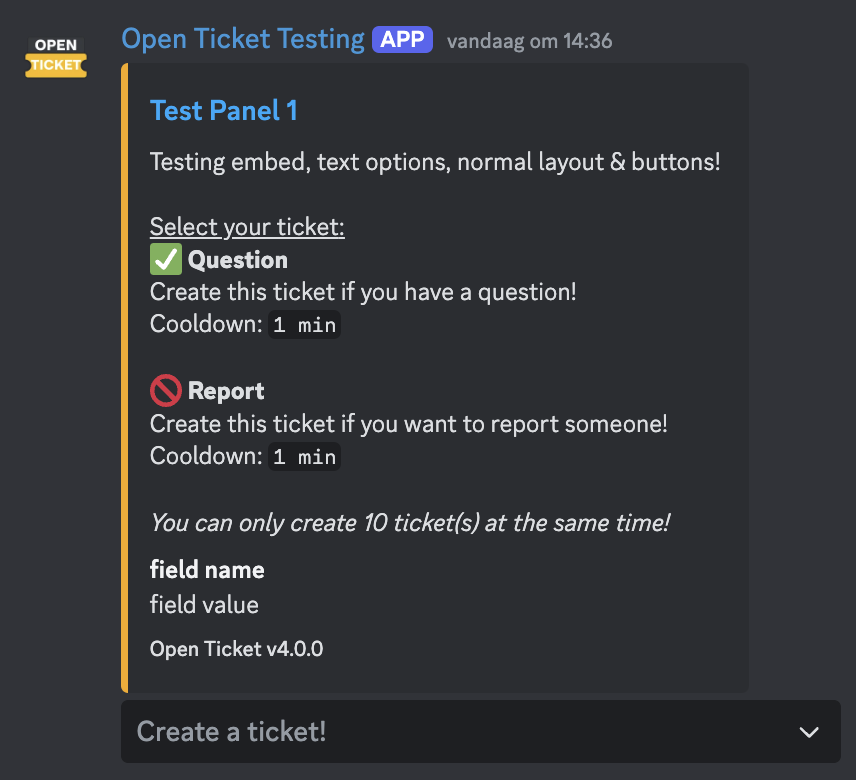 OPEN
TICKET
Open Ticket Testing APP vandaag om 14:36
Test Panel 1
Testing embed, text options, normal layout & buttons!
Select your ticket:
✅ Question
Create this ticket if you have a question!
Cooldown: 1 min
🚫 Report
Create this ticket if you want to report someone!
Cooldown: 1 min
You can only create 10 ticket(s) at the same time!
field name
field value
Open Ticket v4.0.0
Create a ticket!